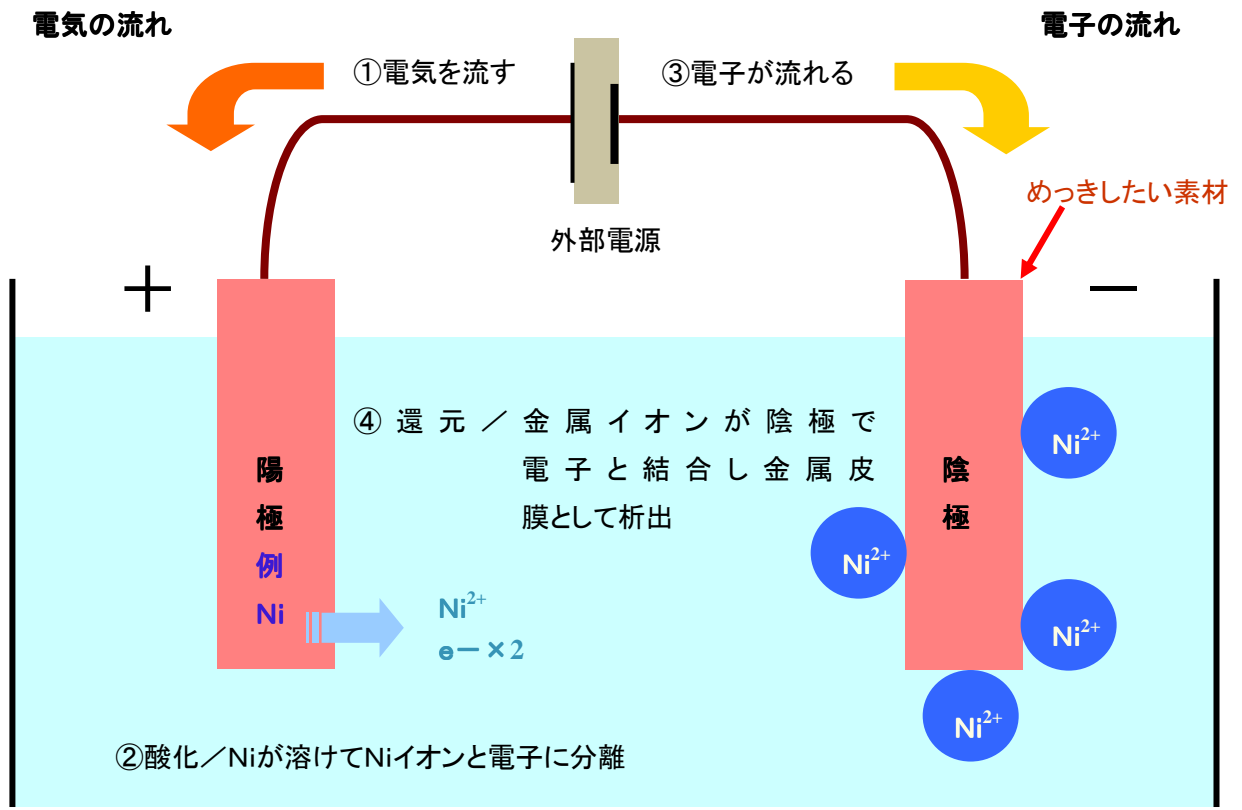 電気の流れ
電子の流れ
①電気を流す
③電子が流れる
めっきしたい素材
外部電源
＋
－
④還元／金属イオンが陰極で
電子と結合し金属皮
膜として析出
陽
極
例
Ni
陰
極
Ni²⁺
Ni²⁺
Ni²⁺
e－×2
Ni²⁺
Ni²⁺
②酸化／Niが溶けてNiイオンと電子に分離